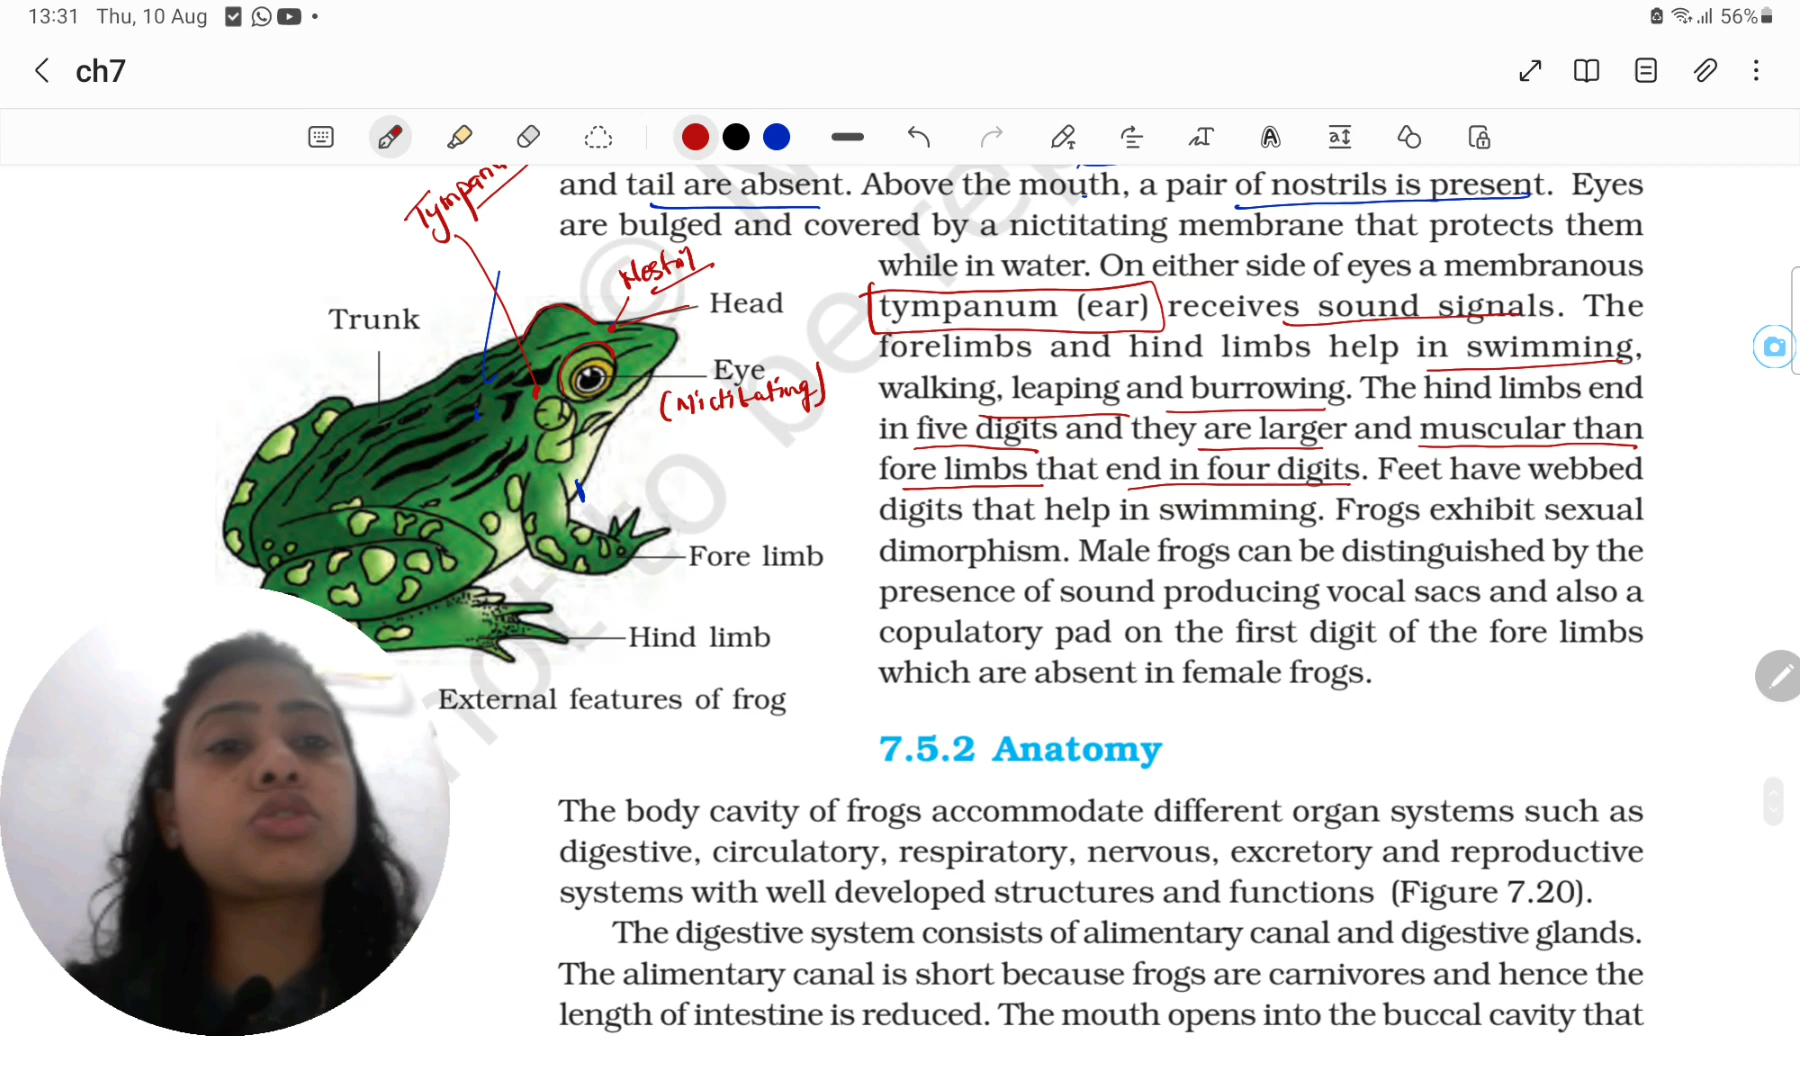 13:31 Thu, 10 Aug
56%
ch7
and tail are absent. Above the mouth, a pair of nostrils is present. Eyes
are bulged and covered by a nictitating membrane that protects them
while in water. On either side of eyes a membranous
tympanum (ear) receives sound signals. The
forelimbs and hind limbs help in swimming,
walking, leaping and burrowing. The hind limbs end
in five digits and they are larger and muscular than
fore limbs that end in four digits. Feet have webbed
digits that help in swimming. Frogs exhibit sexual
dimorphism. Male frogs can be distinguished by the
presence of sound producing vocal sacs and also a
copulatory pad on the first digit of the fore limbs
which are absent in female frogs.
Nostril
Trunk
Head
Eye
(Nictitating)
Fore limb
Hind limb
External features of frog
7.5.2 Anatomy
The body cavity of frogs accommodate different organ systems such as
digestive, circulatory, respiratory, nervous, excretory and reproductive
systems with well developed structures and functions (Figure 7.20).
The digestive system consists of alimentary canal and digestive glands.
The alimentary canal is short because frogs are carnivores and hence the
length of intestine is reduced. The mouth opens into the buccal cavity that